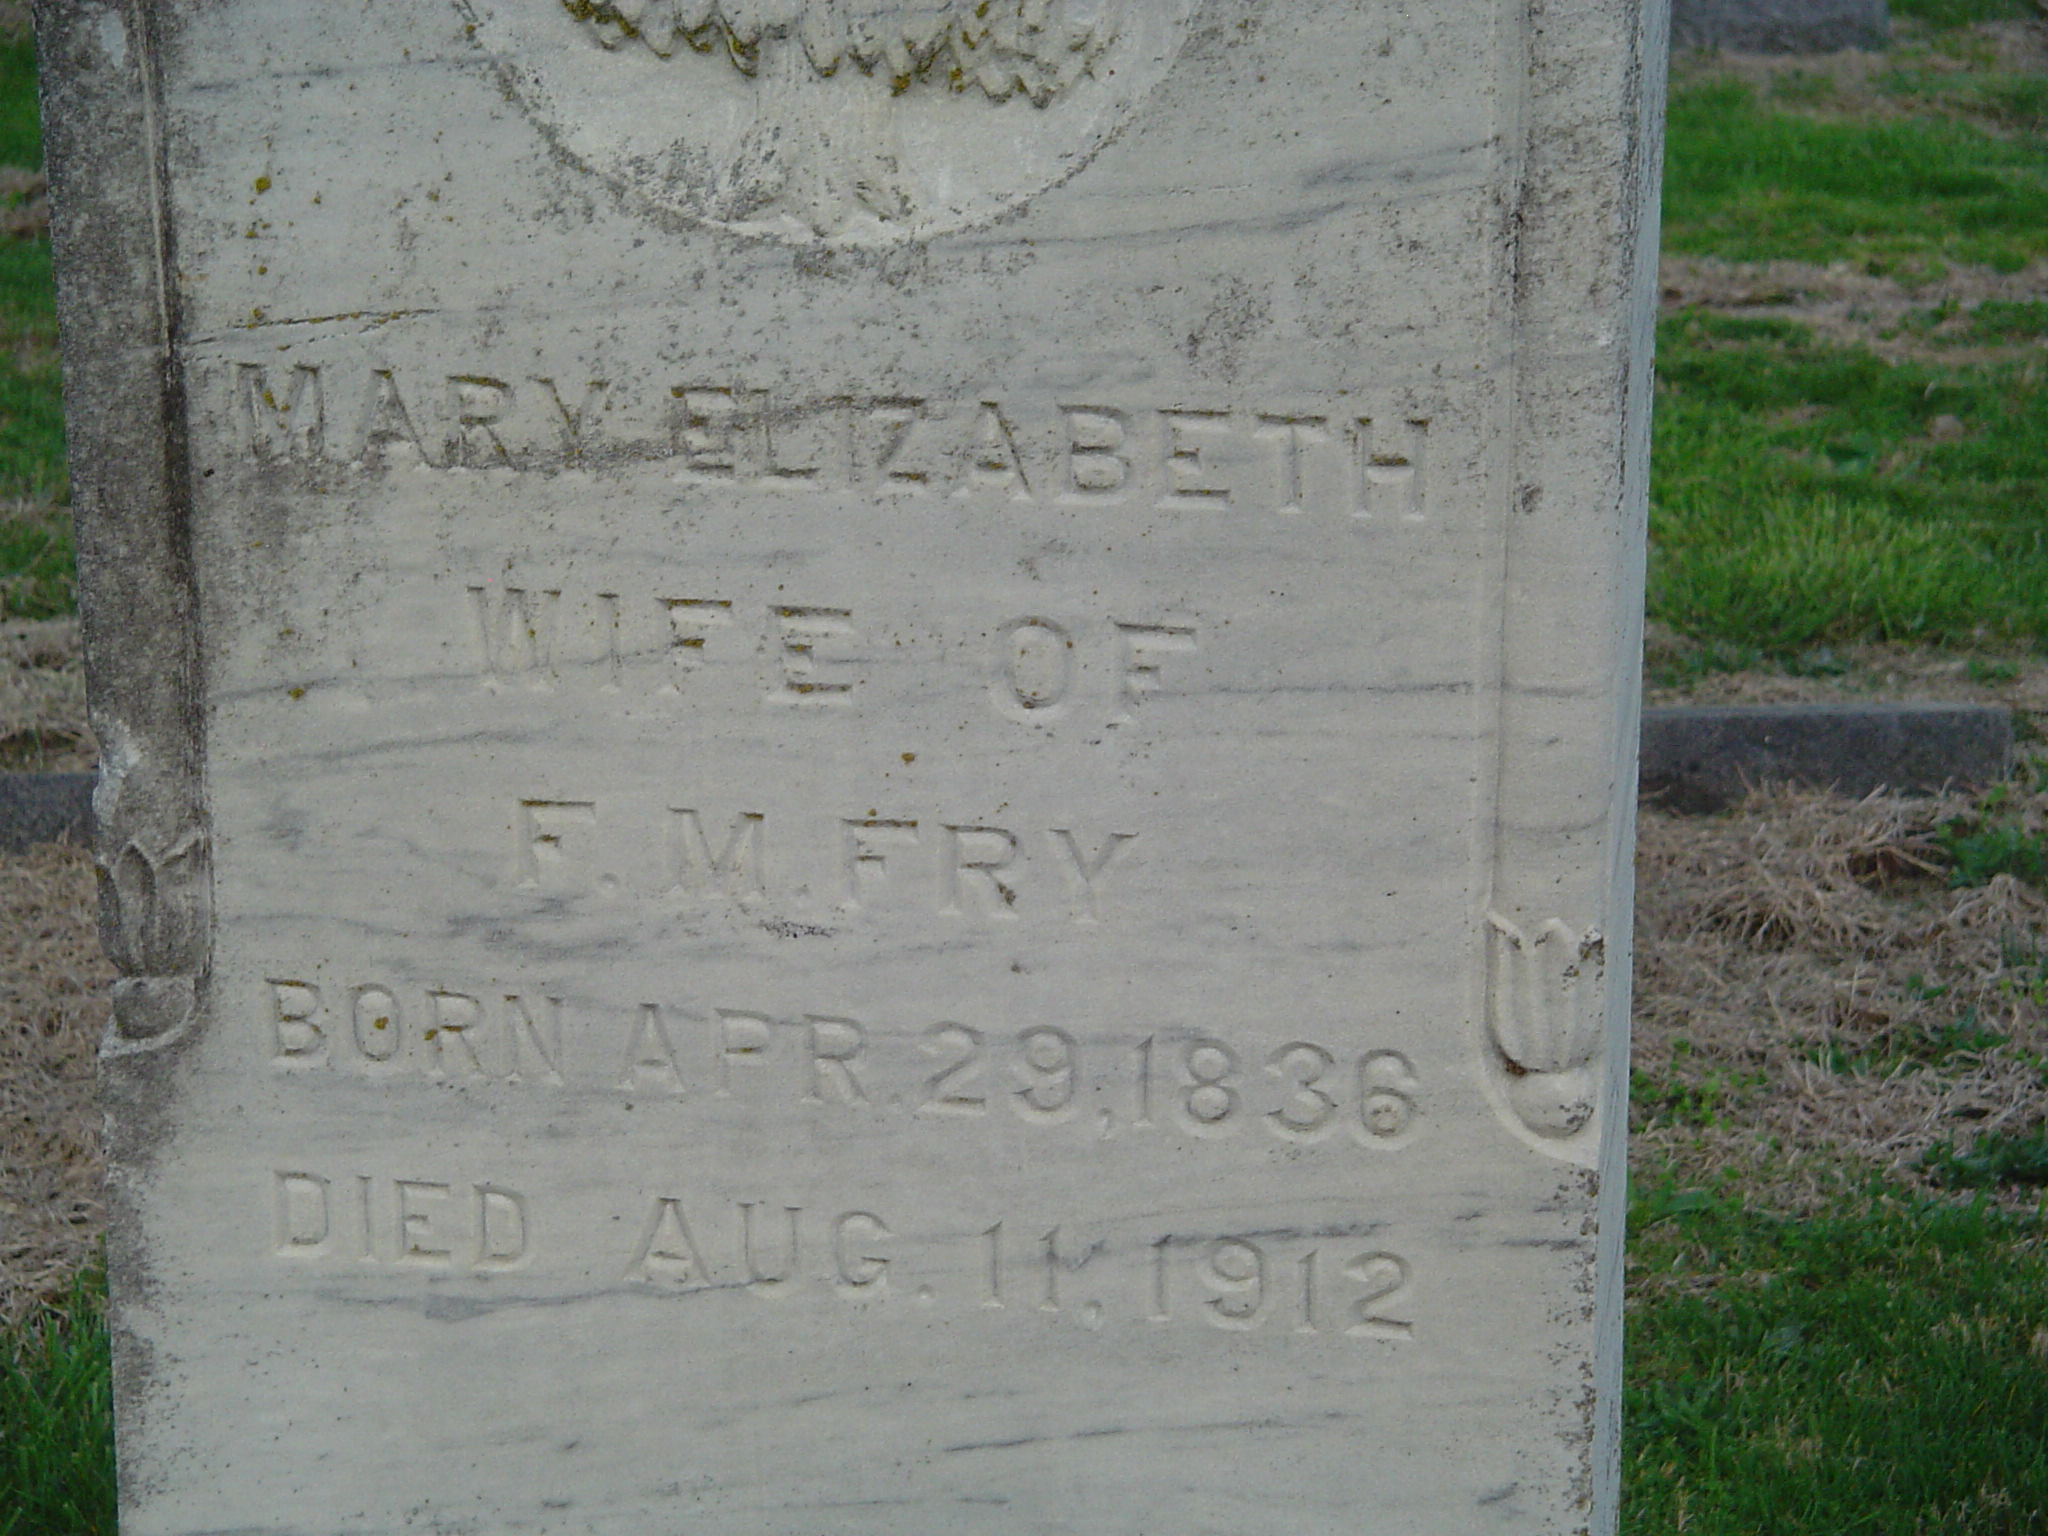 MARY ELIZABETH
WIFE OF
F. M. FRY
BORN APR. 29, 1836
DIED AUG. 11, 1912